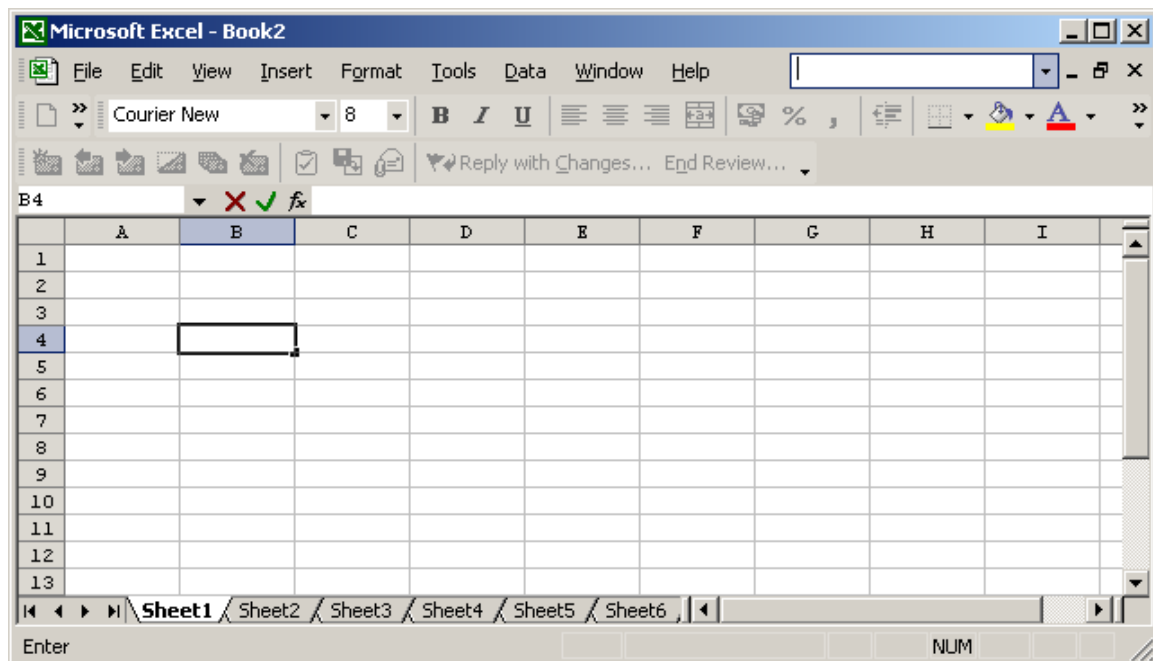 Microsoft Excel - Book2
File Edit View Insert Format Tools Data Window Help
Courier New 8 B I U % , A
Reply with Changes... End Review...
B4 fx
A B C D E F G H I
1
2
3
4
5
6
7
8
9
10
11
12
13
Sheet1 Sheet2 Sheet3 Sheet4 Sheet5 Sheet6
Enter NUM